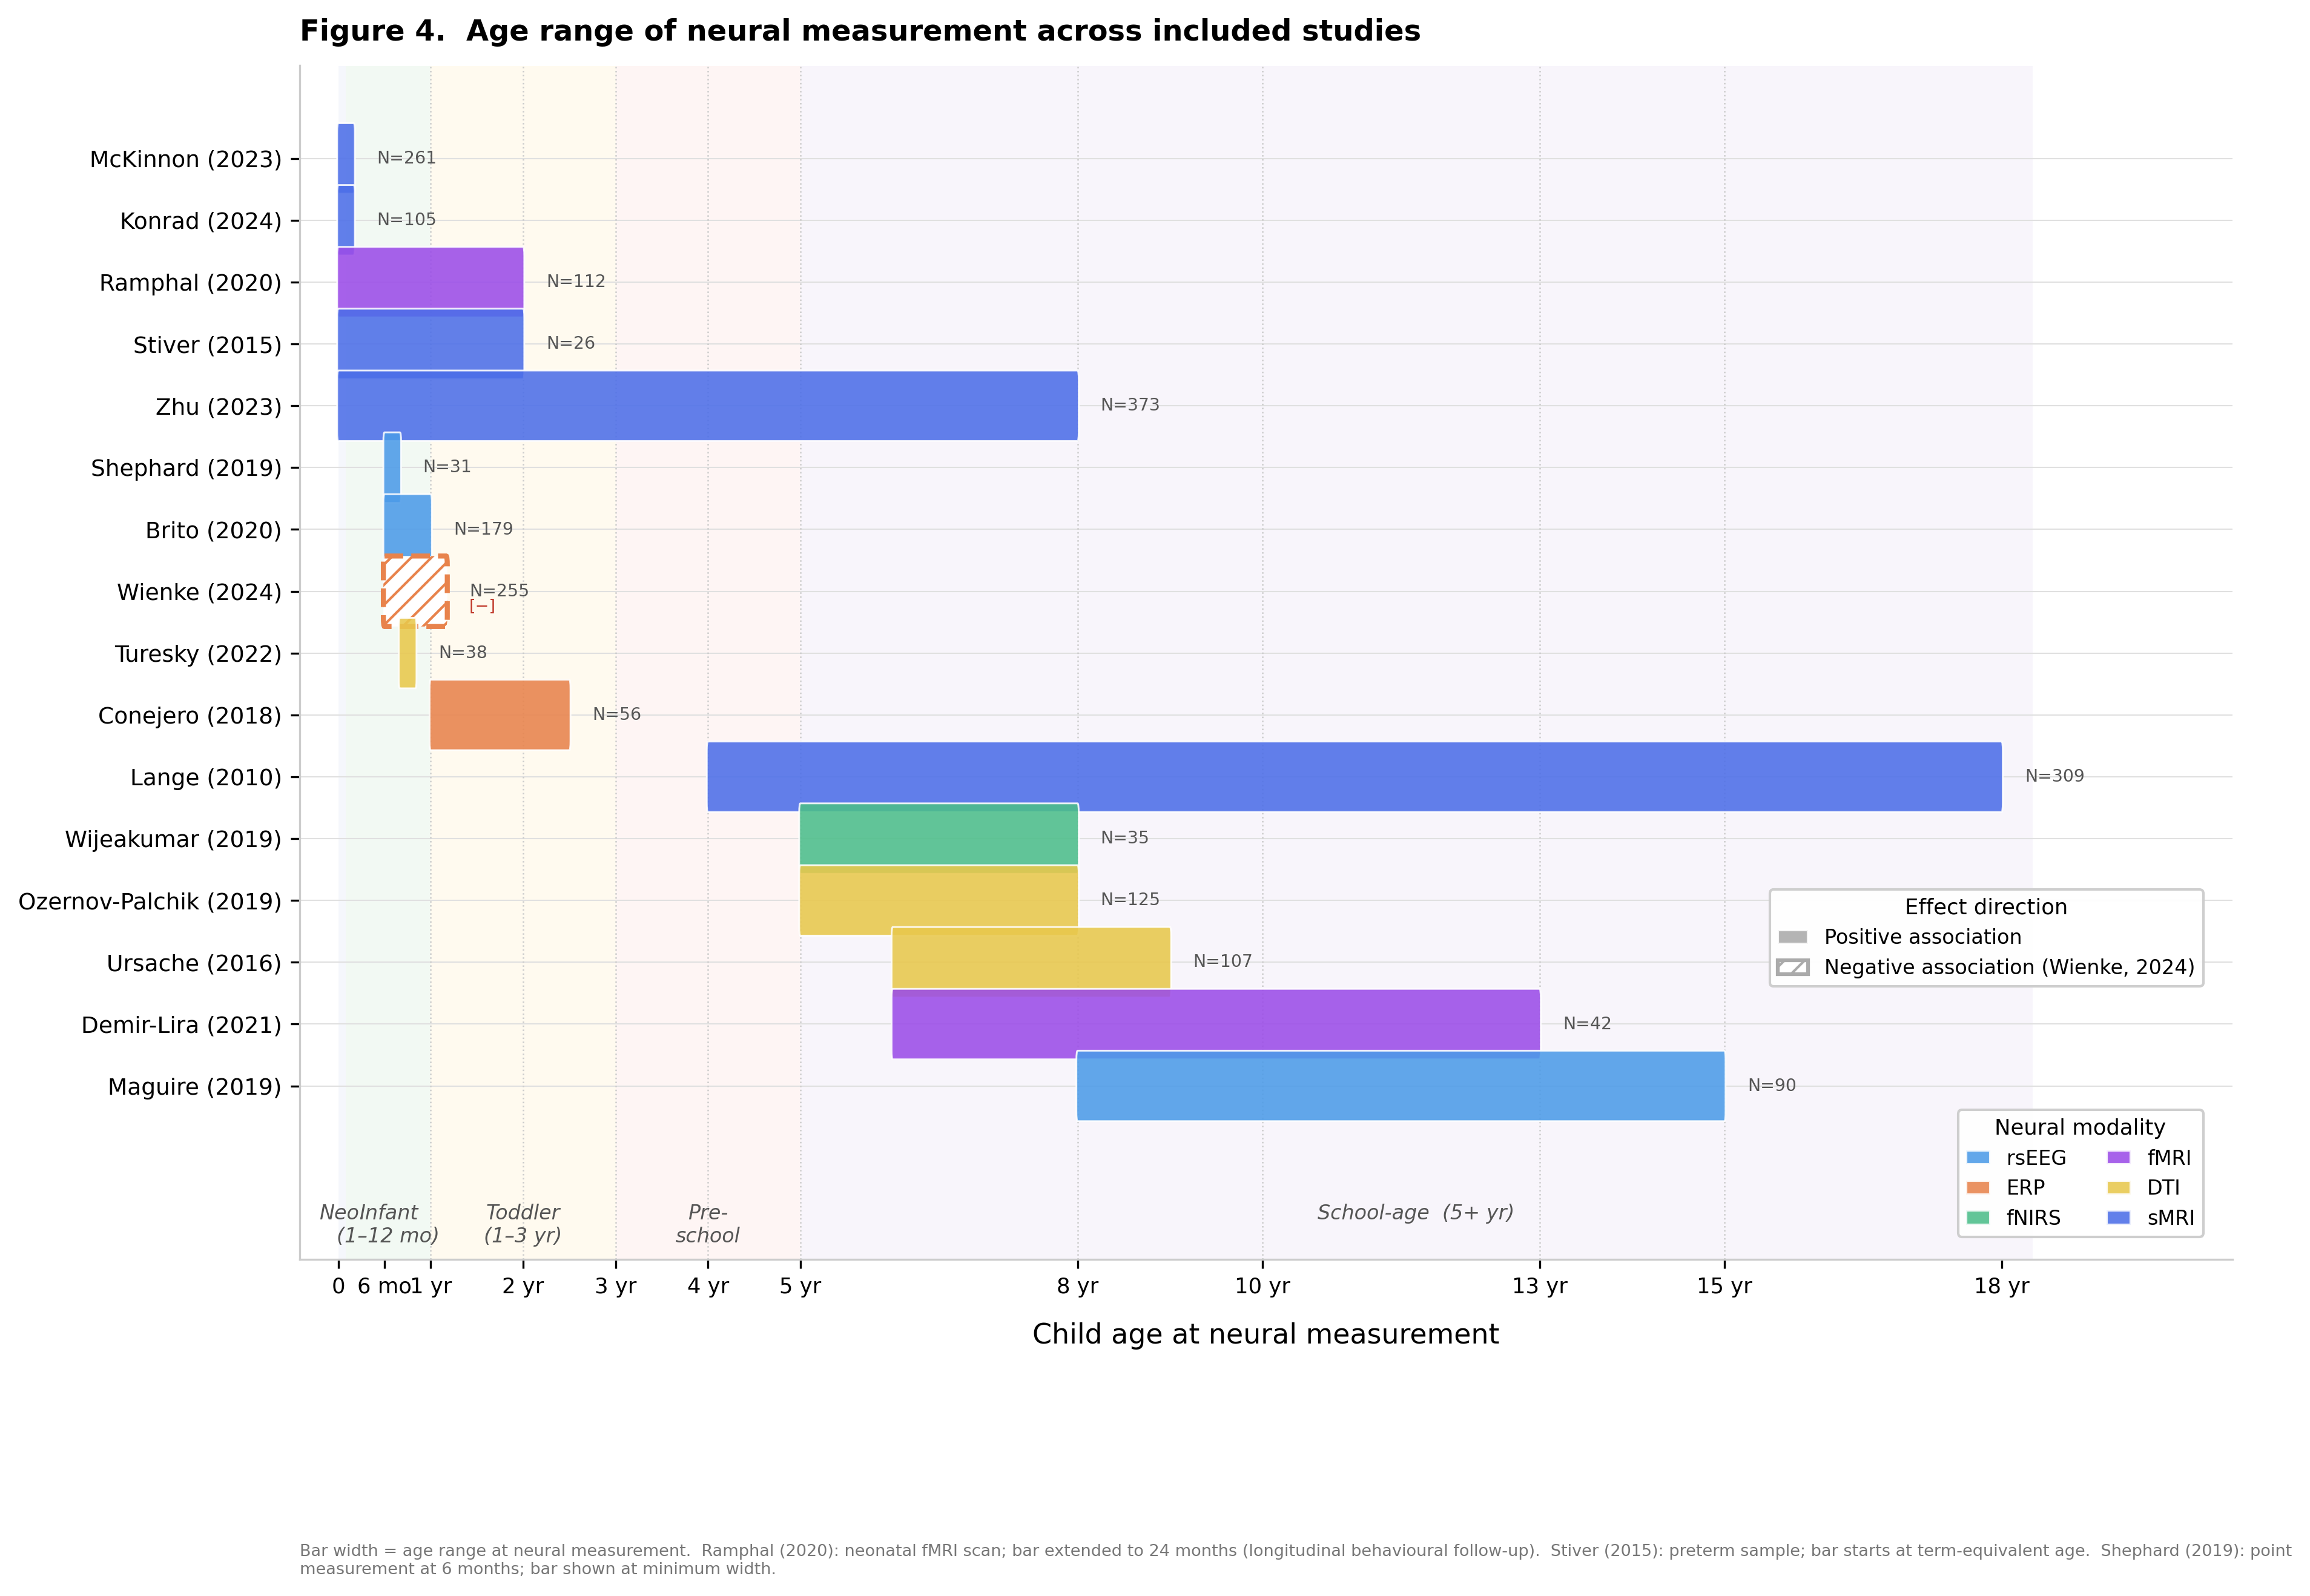 Figure 4.  Age range of neural measurement across included studies
McKinnon (2023)
N=261
Konrad (2024)
N=105
Ramphal (2020)
N=112
Stiver (2015)
N=26
Zhu (2023)
N=373
Shephard (2019)
N=31
Brito (2020)
N=179
Wienke (2024)
N=255
[−]
Turesky (2022)
N=38
Conejero (2018)
N=56
Lange (2010)
N=309
Wijeakumar (2019)
N=35
Ozernov-Palchik (2019)
N=125
Ursache (2016)
N=107
Demir-Lira (2021)
N=42
Maguire (2019)
N=90
Effect direction
Positive association
Negative association (Wienke, 2024)
Neural modality
rsEEG
fMRI
ERP
DTI
fNIRS
sMRI
Neo
Infant
(1–12 mo)
Toddler
(1–3 yr)
Pre-
school
School-age  (5+ yr)
0 6 mo 1 yr 2 yr 3 yr 4 yr 5 yr 8 yr 10 yr 13 yr 15 yr 18 yr
Child age at neural measurement
Bar width = age range at neural measurement.  Ramphal (2020): neonatal fMRI scan; bar extended to 24 months (longitudinal behavioural follow-up).  Stiver (2015): preterm sample; bar starts at term-equivalent age.  Shephard (2019): point
measurement at 6 months; bar shown at minimum width.